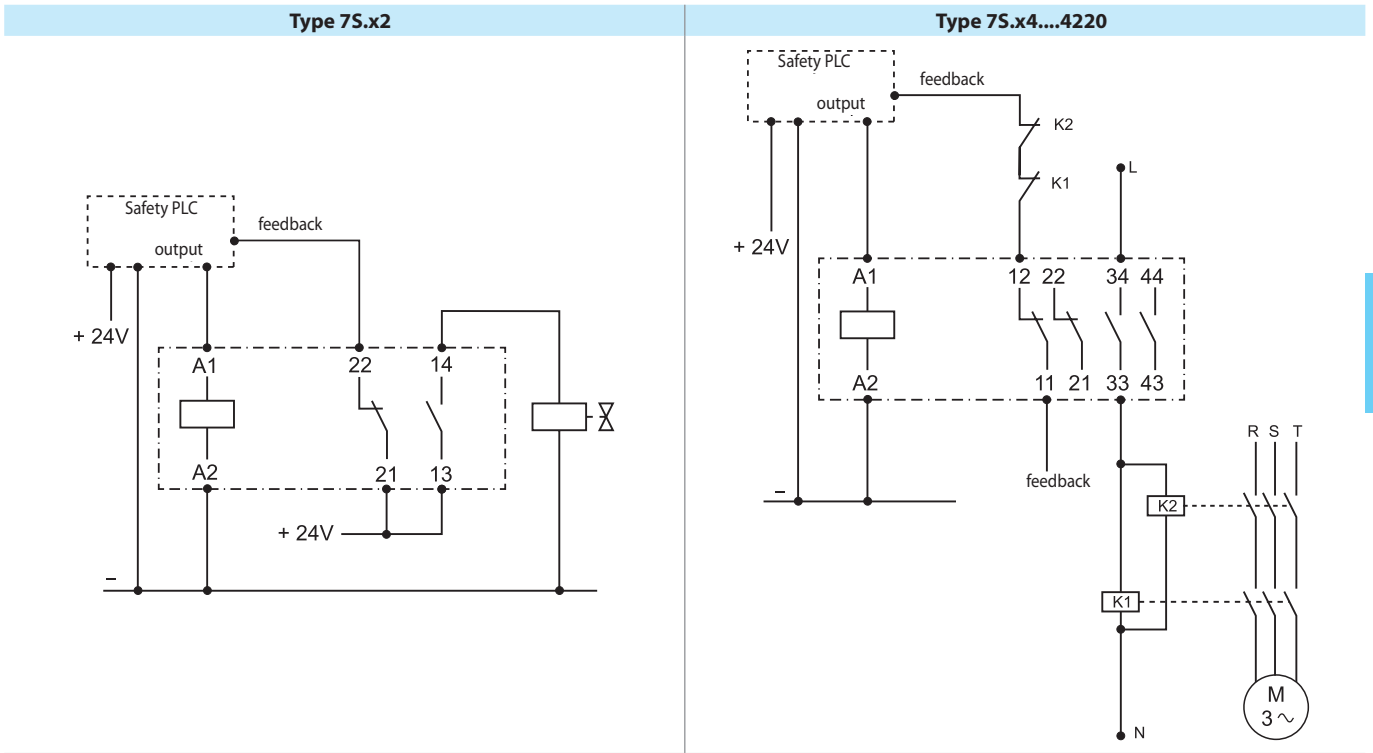 Type 7S.x2
Safety PLC
feedback
output
+ 24V
A1 22 14
A2 21 13
+ 24V
–
Type 7S.x4....4220
Safety PLC
feedback
output
K2
K1
L
+ 24V
A1 12 22 34 44
A2 11 21 33 43
feedback
–
R S T
K2
K1
M
3 ~
N